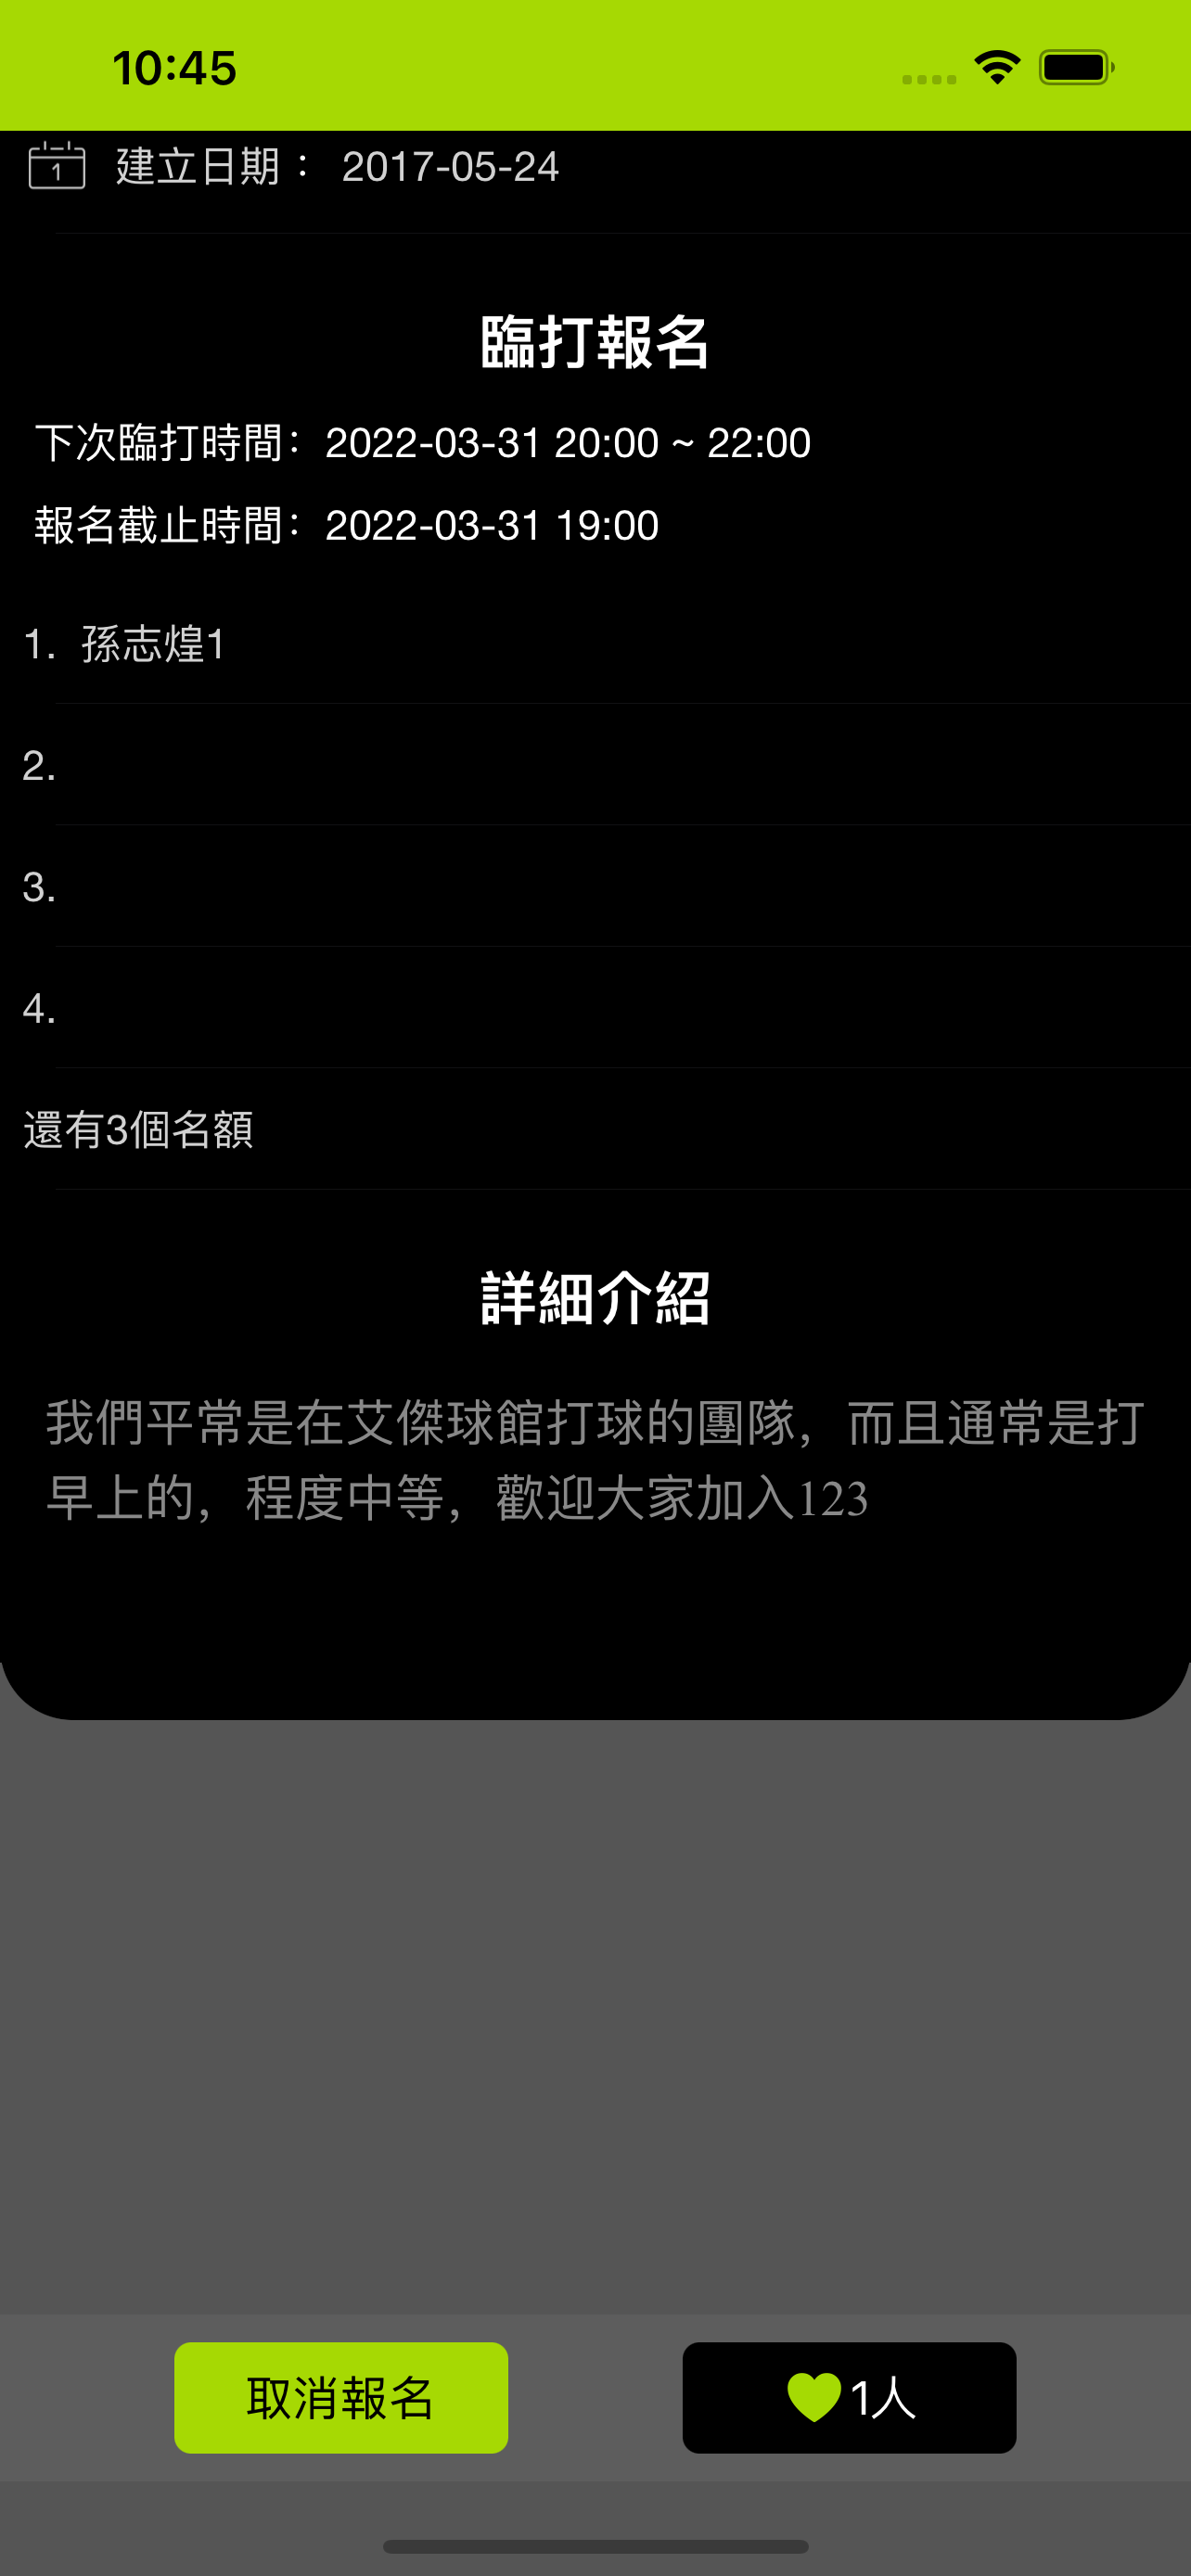 10:45
1 建立日期： 2017-05-24
臨打報名
下次臨打時間：2022-03-31 20:00 ~ 22:00
報名截止時間：2022-03-31 19:00
1. 孫志煌1
2.
3.
4.
還有3個名額
詳細介紹
我們平常是在艾傑球館打球的團隊，而且通常是打
早上的，程度中等，歡迎大家加入123
取消報名
1人